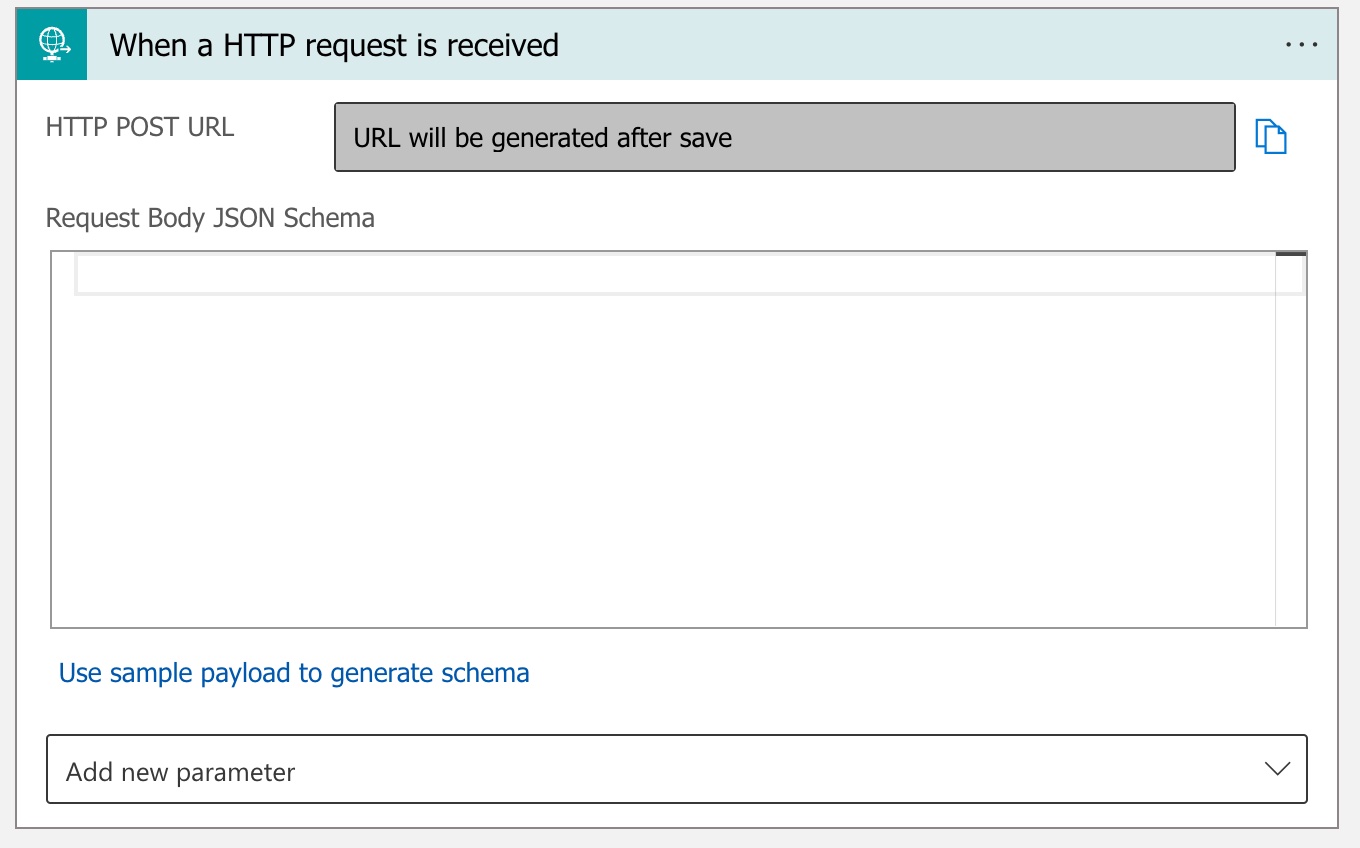 When a HTTP request is received
HTTP POST URL
URL will be generated after save
Request Body JSON Schema
Use sample payload to generate schema
Add new parameter